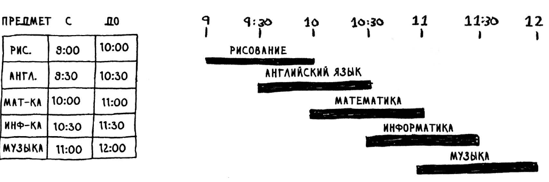 ПРЕДМЕТ С ДО
РИС. 9:00 10:00
АНГЛ. 9:30 10:30
МАТ-КА 10:00 11:00
ИНФ-КА 10:30 11:30
МУЗЫКА 11:00 12:00
9 9:30 10 10:30 11 11:30 12
РИСОВАНИЕ
АНГЛИЙСКИЙ ЯЗЫК
МАТЕМАТИКА
ИНФОРМАТИКА
МУЗЫКА